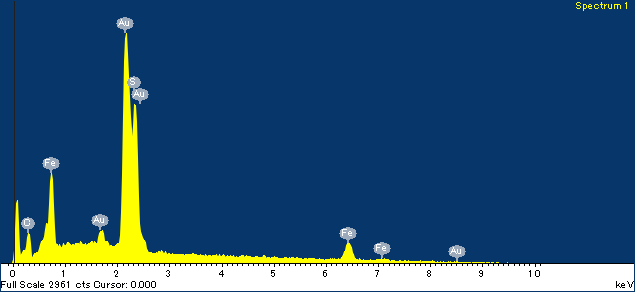 Spectrum 1
Au
S
Au
Fe
C
Au
Fe
Fe
Au
0 1 2 3 4 5 6 7 8 9 10
Full Scale 2961 cts Cursor: 0.000 keV